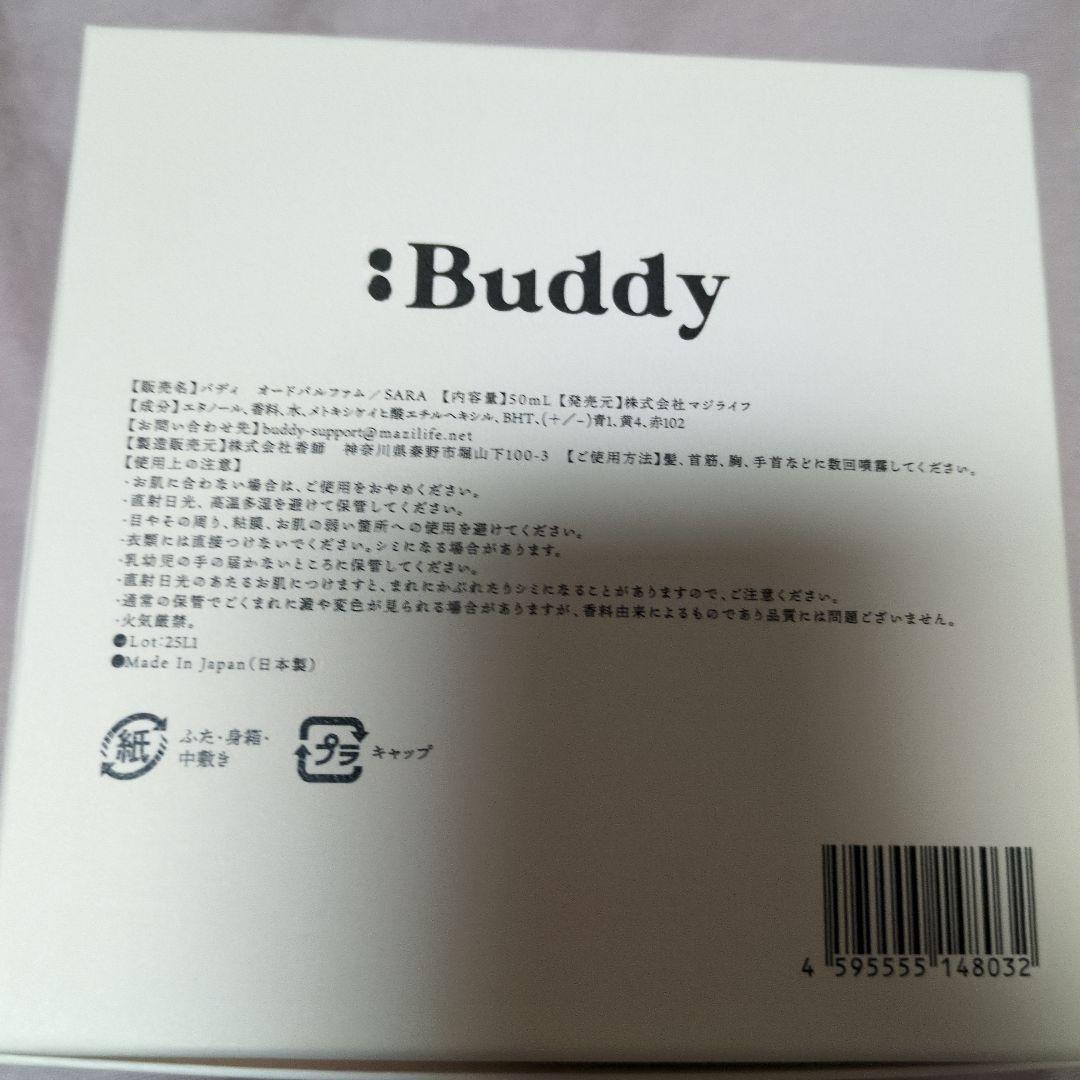 :Buddy
【販売名】バディ　オードパルファム／SARA 【内容量】50mL【発売元】株式会社マジライフ
【成分】エタノール、香料、水、メトキシケイヒ酸エチルヘキシル、BHT、(＋／−)青1、黄4、赤102
【お問い合わせ先】buddy-support@mazilife.net
【製造販売元】株式会社香師　神奈川県秦野市堀山下100-3 【ご使用方法】髪、首筋、胸、手首などに数回噴霧してください。
【使用上の注意】
・お肌に合わない場合は、ご使用をおやめください。
・直射日光、高温多湿を避けて保管してください。
・目やその周り、粘膜、お肌の弱い箇所への使用を避けてください。
・衣類には直接つけないでください。シミになる場合があります。
・乳幼児の手の届かないところに保管してください。
・直射日光のあたるお肌につけますと、まれにかぶれたりシミになることがありますので、ご注意ください。
・通常の保管でごくまれに澱や変色が見られる場合がありますが、香料由来によるものであり品質には問題ございません。
・火気厳禁。
●Lot:25L1
●Made In Japan（日本製）
紙 ふた・身箱・
中敷き
プラ キャップ
4 595555 148032